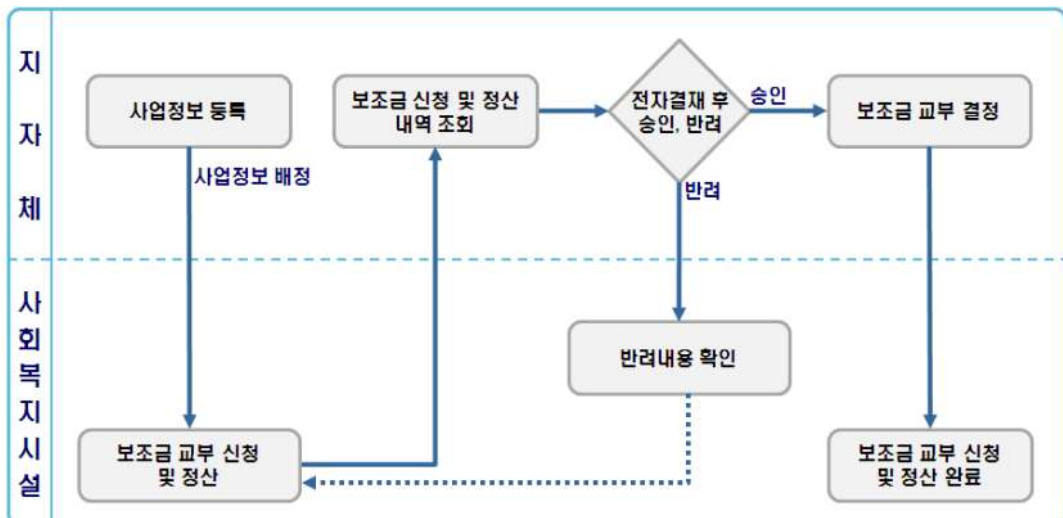 지자체
사업정보 등록
보조금 신청 및 정산
내역 조회
전자결재 후
승인, 반려
승인
보조금 교부 결정
사업정보 배정
반려
사회복지시설
반려내용 확인
보조금 교부 신청
및 정산
보조금 교부 신청
및 정산 완료